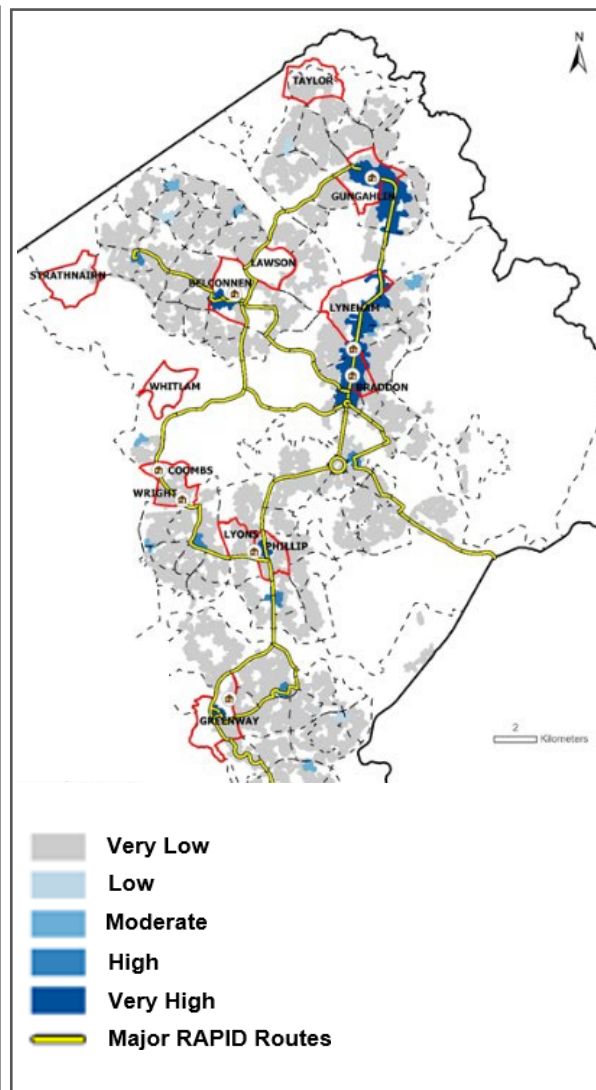 N
TAYLOR
GUNGAHLIN
LAWSON
STRATHNAIRN
BELCONNEN
LYNEHAM
WHITLAM
BRADDON
COOMBS
WRIGHT
LYONS
PHILLIP
GREENWAY
2
Kilometers
Very Low
Low
Moderate
High
Very High
Major RAPID Routes